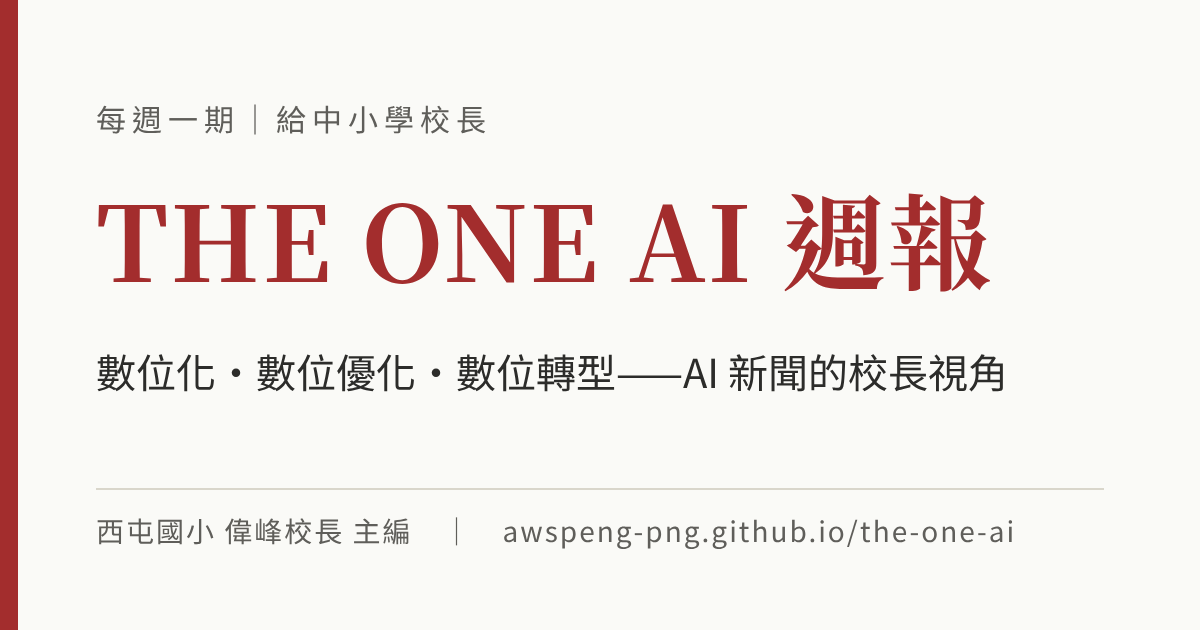 每週一期｜給中小學校長
THE ONE AI 週報
數位化・數位優化・數位轉型——AI 新聞的校長視角
西屯國小 偉峰校長 主編 ｜ awspeng-png.github.io/the-one-ai